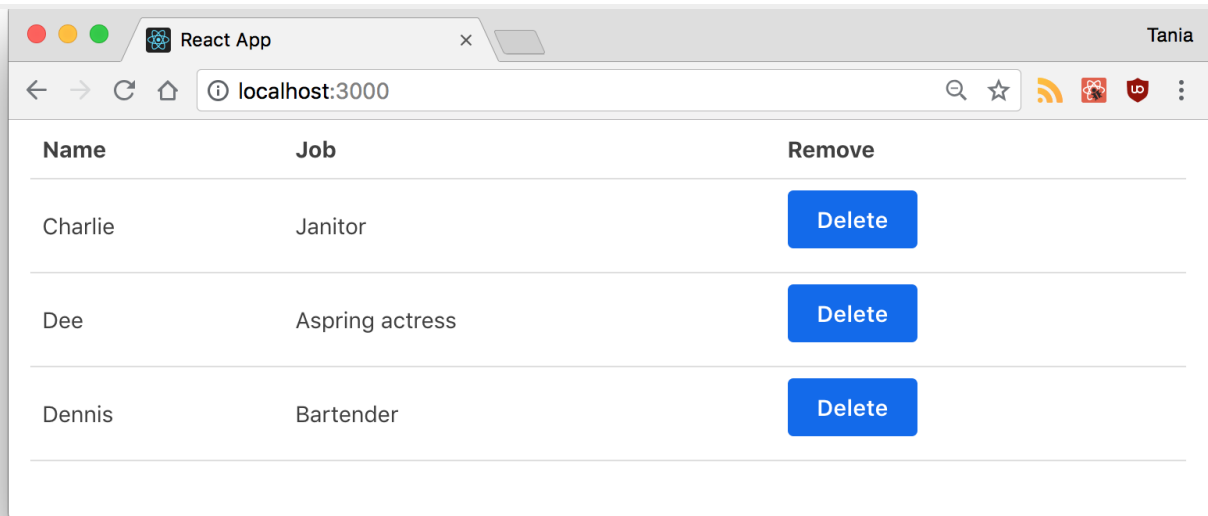 React App
Tania
localhost:3000
Name Job Remove
Charlie Janitor Delete
Dee Aspring actress Delete
Dennis Bartender Delete